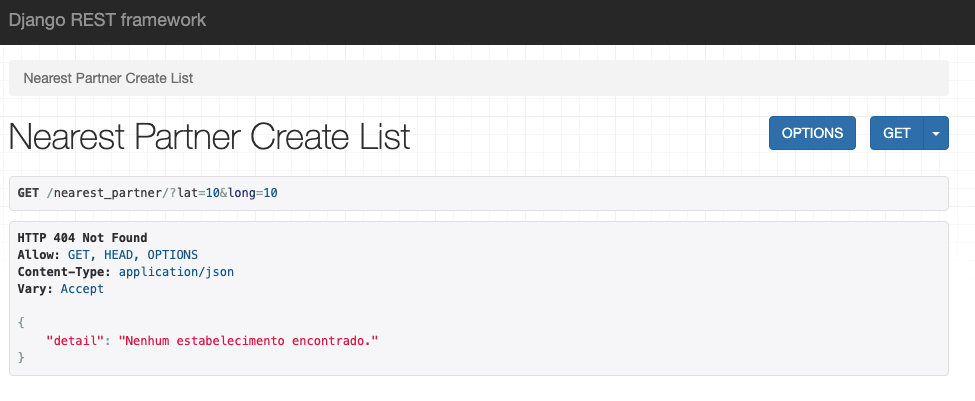 Django REST framework
Nearest Partner Create List
Nearest Partner Create List
OPTIONS
GET
GET /nearest_partner/?lat=10&long=10
HTTP 404 Not Found
Allow: GET, HEAD, OPTIONS
Content-Type: application/json
Vary: Accept
{
    "detail": "Nenhum estabelecimento encontrado."
}